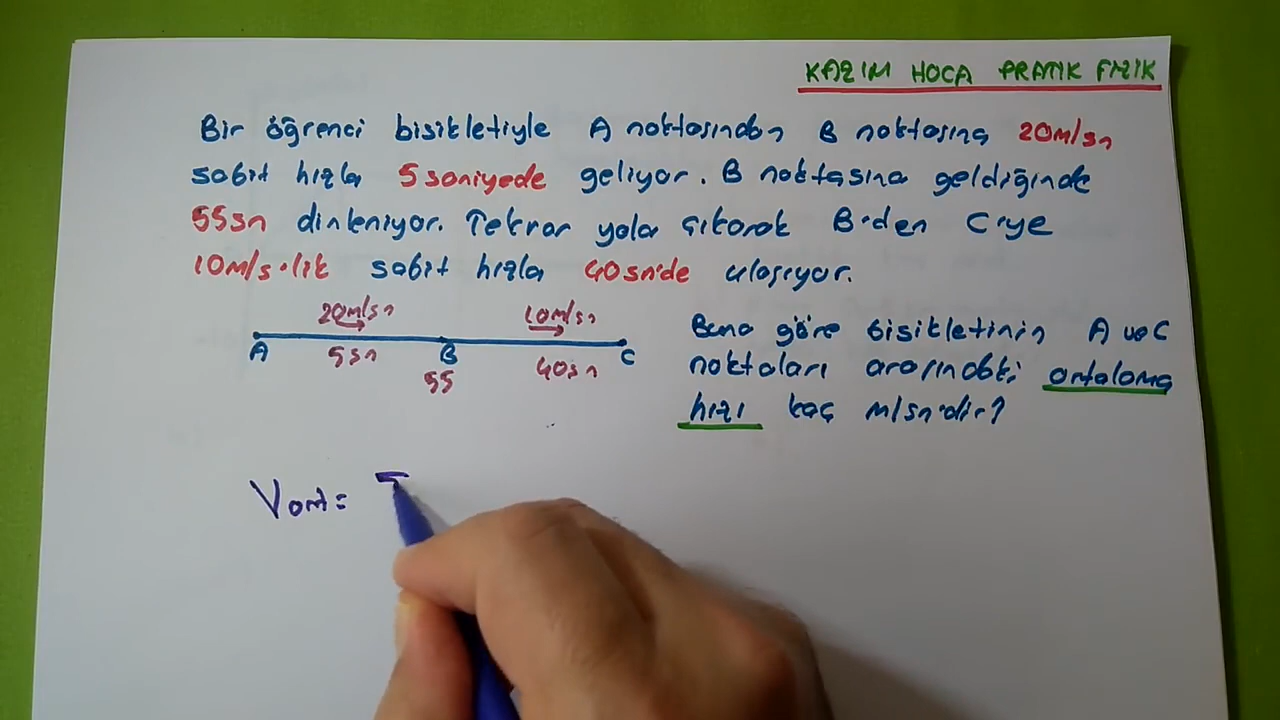 KAZIM HOCA PRATİK FİZİK
Bir öğrenci bisikletiyle A noktasından B noktasına 20m/sn
sabit hızla 5 saniyede geliyor. B noktasına geldiğinde
55sn dinleniyor. Tekrar yola çıkarak B'den C'ye
10m/s'lik sabit hızla 40sn'de ulaşıyor.
20m/sn 10m/sn
A 5sn B 40sn C
55
Buna göre bisikletinin A ve C
noktaları arasındaki ortalama
hızı kaç m/sn'dir?
Vort= T